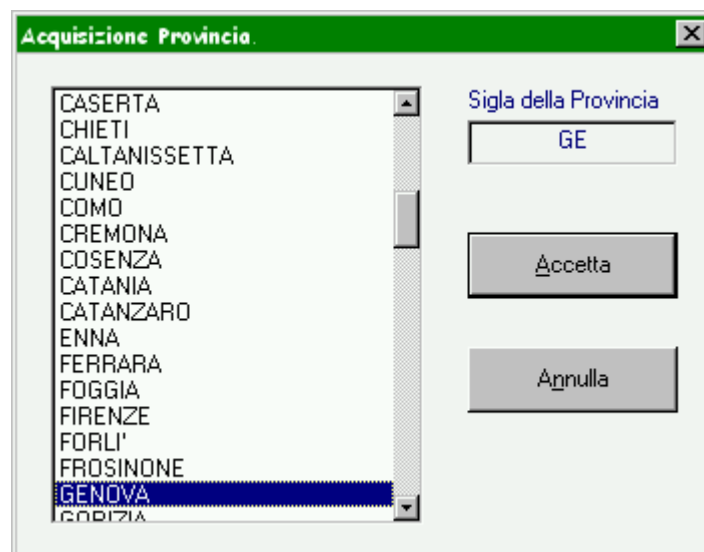 Acquisizione Provincia.
CASERTA
CHIETI
CALTANISSETTA
CUNEO
COMO
CREMONA
COSENZA
CATANIA
CATANZARO
ENNA
FERRARA
FOGGIA
FIRENZE
FORLI'
FROSINONE
GENOVA
GORIZIA
Sigla della Provincia
GE
Accetta
Annulla